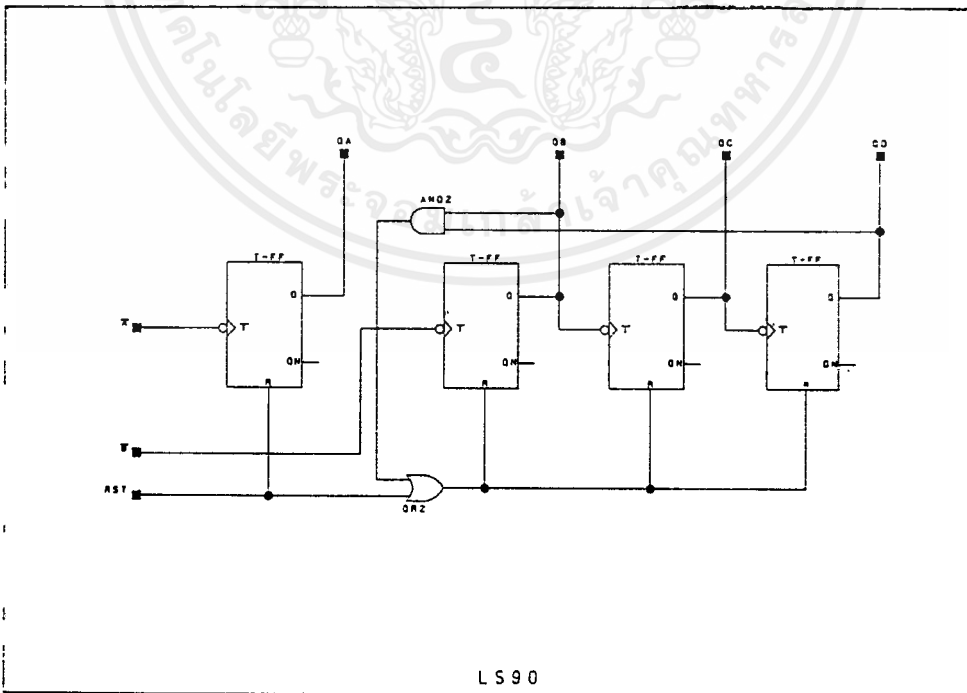 QA
QB
QC
QD
AND2
T-FF
T-FF
T-FF
T-FF
Q
Q
Q
Q
A
T
T
T
T
QN
QN
QN
QN
R
R
R
R
B
RST
OR2
LS90